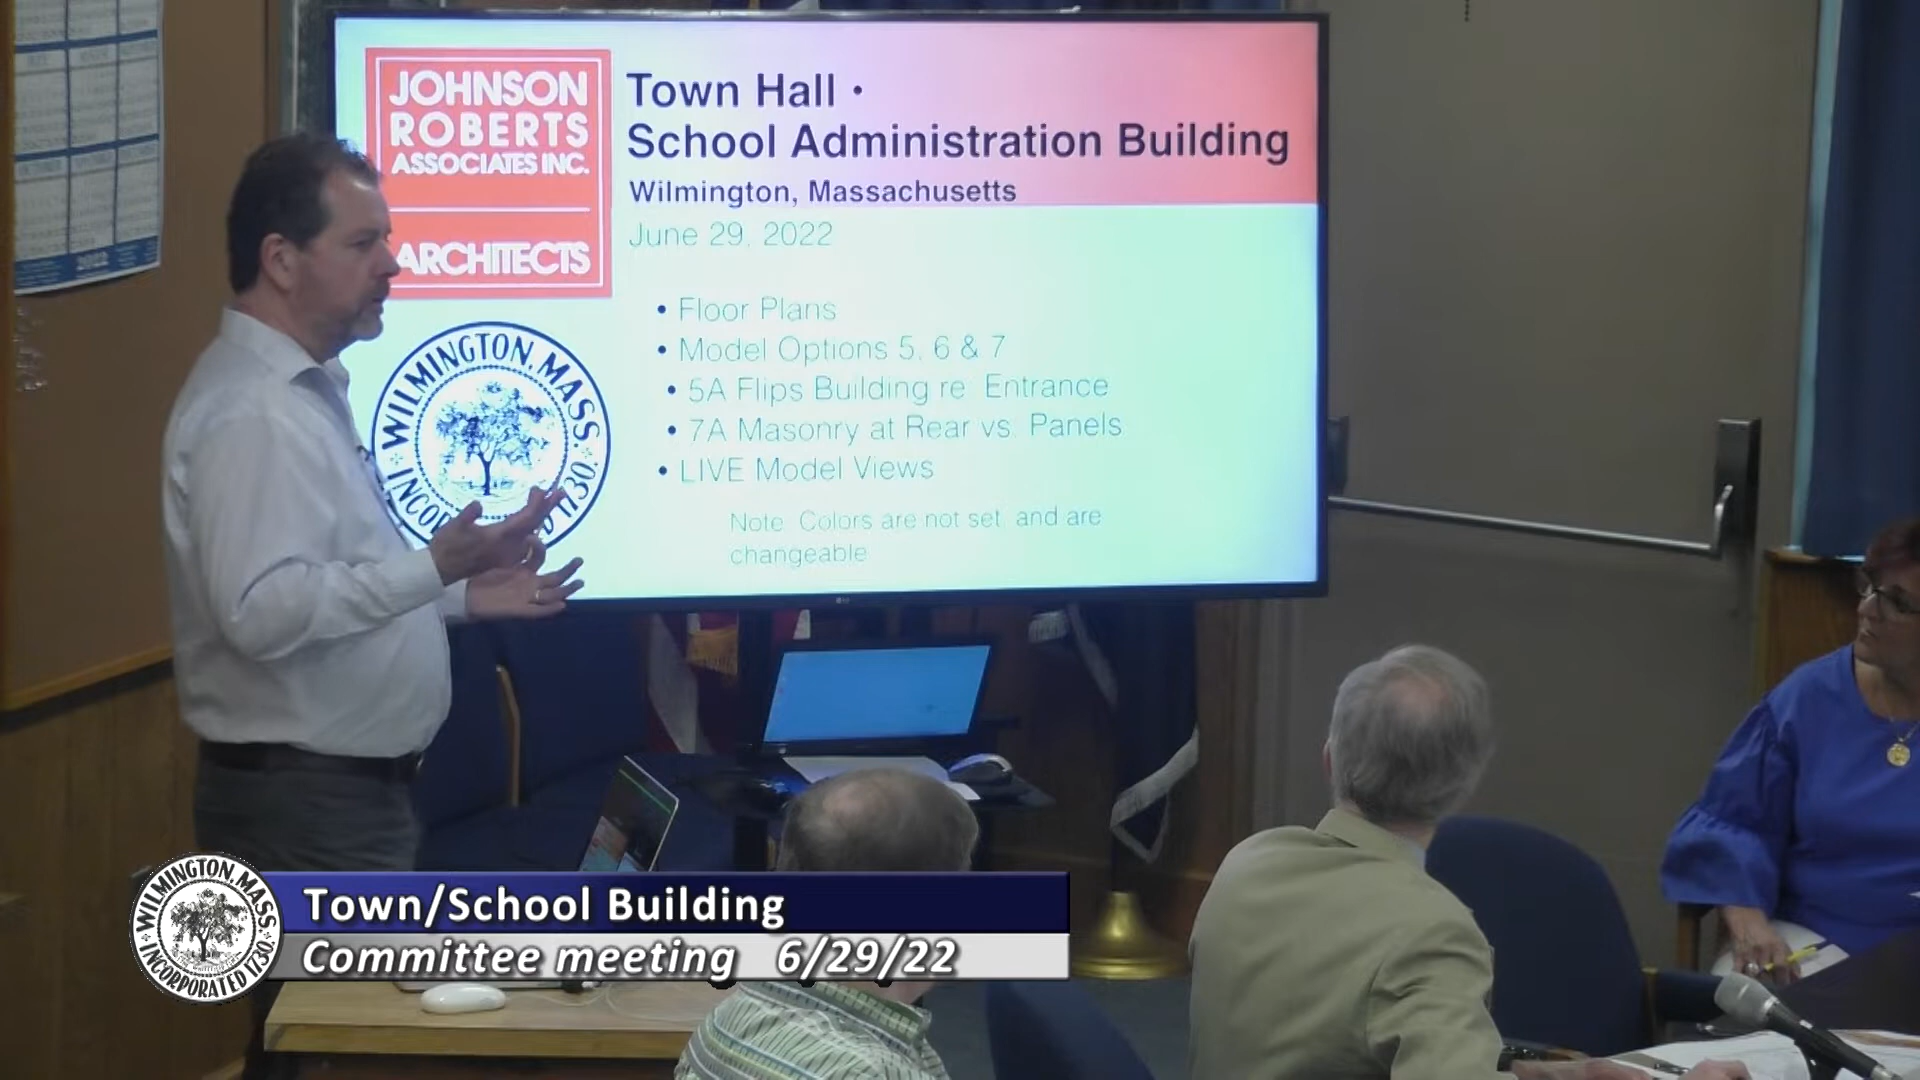 JOHNSON
ROBERTS
ASSOCIATES INC.
ARCHITECTS
Town Hall •
School Administration Building
Wilmington, Massachusetts
June 29, 2022
• Floor Plans
• Model Options 5, 6 & 7
• 5A Flips Building re: Entrance
• 7A Masonry at Rear vs. Panels
• LIVE Model Views
Note: Colors are not set, and are
changeable
WILMINGTON, MASS.
INCOR 1730.
2022
WILMINGTON, MASS.
INCORPORATED 1730.
Town/School Building
Committee meeting 6/29/22